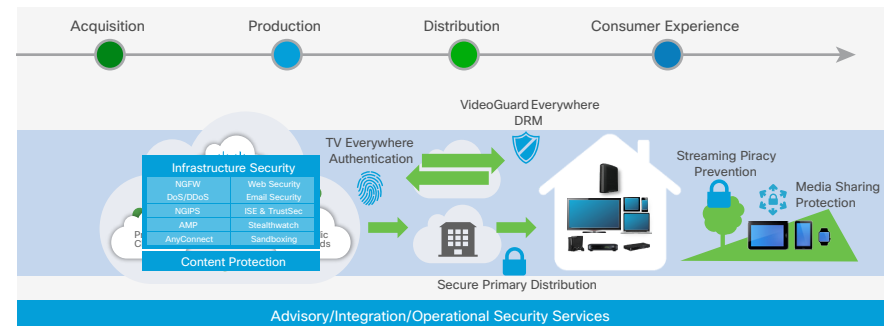 Acquisition
Production
Distribution
Consumer Experience
VideoGuard Everywhere
DRM
TV Everywhere
Authentication
Streaming Piracy
Prevention
Media Sharing
Protection
Infrastructure Security
NGFW
Web Security
DoS/DDoS
Email Security
NGIPS
ISE & TrustSec
AMP
Stealthwatch
AnyConnect
Sandboxing
Content Protection
Secure Primary Distribution
Advisory/Integration/Operational Security Services